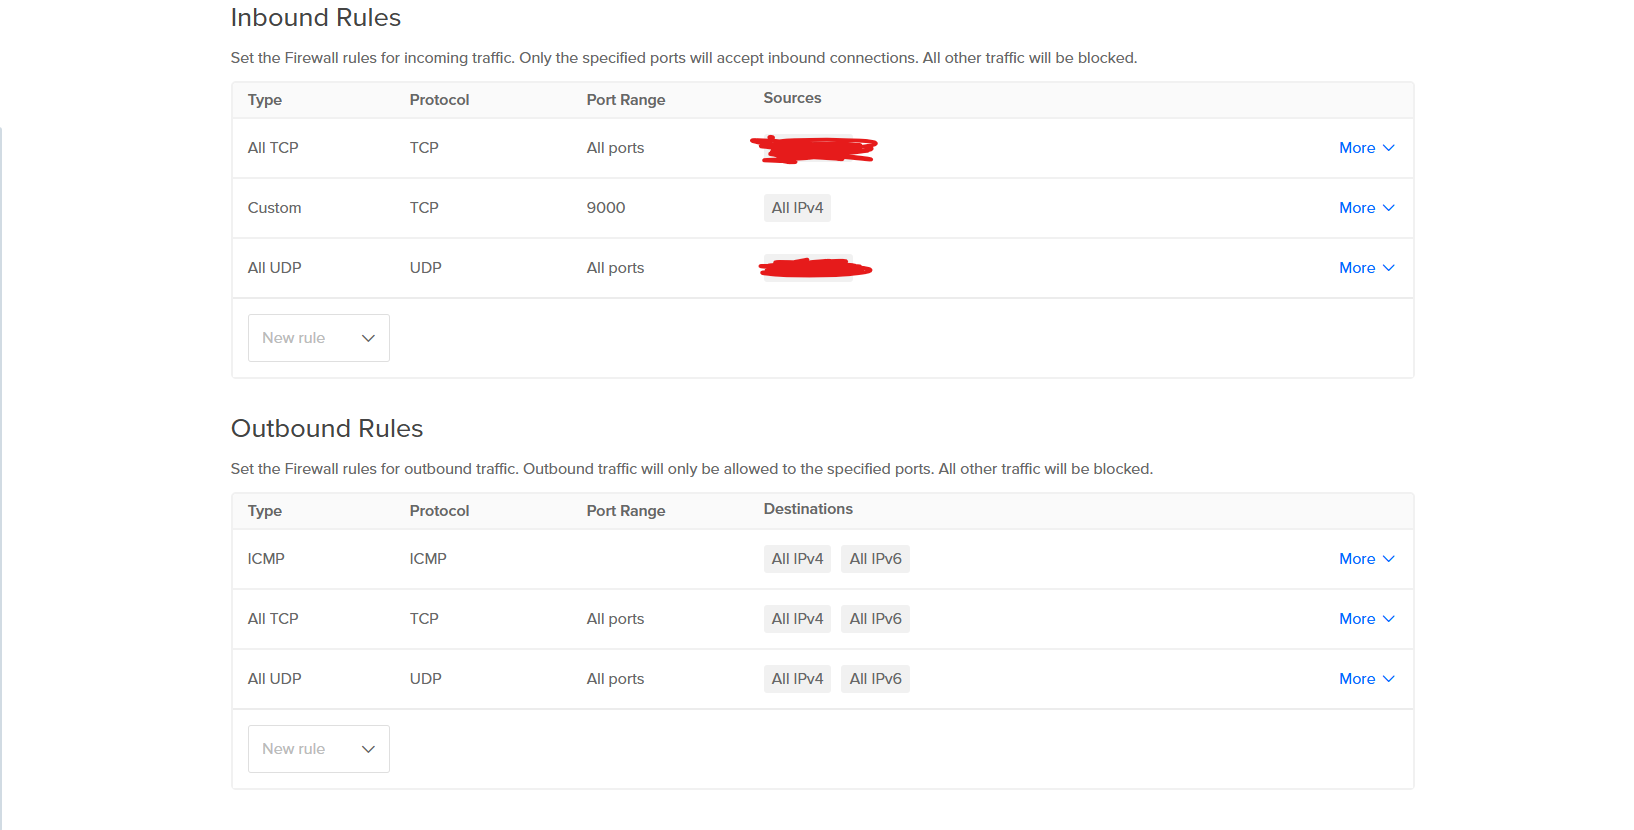 Inbound Rules
Set the Firewall rules for incoming traffic. Only the specified ports will accept inbound connections. All other traffic will be blocked.
Type Protocol Port Range Sources
All TCP TCP All ports More
Custom TCP 9000 All IPv4 More
All UDP UDP All ports More
New rule
Outbound Rules
Set the Firewall rules for outbound traffic. Outbound traffic will only be allowed to the specified ports. All other traffic will be blocked.
Type Protocol Port Range Destinations
ICMP ICMP All IPv4 All IPv6 More
All TCP TCP All ports All IPv4 All IPv6 More
All UDP UDP All ports All IPv4 All IPv6 More
New rule